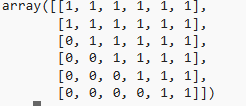 array([[1, 1, 1, 1, 1, 1],
[1, 1, 1, 1, 1, 1],
[0, 1, 1, 1, 1, 1],
[0, 0, 1, 1, 1, 1],
[0, 0, 0, 1, 1, 1],
[0, 0, 0, 0, 1, 1]])